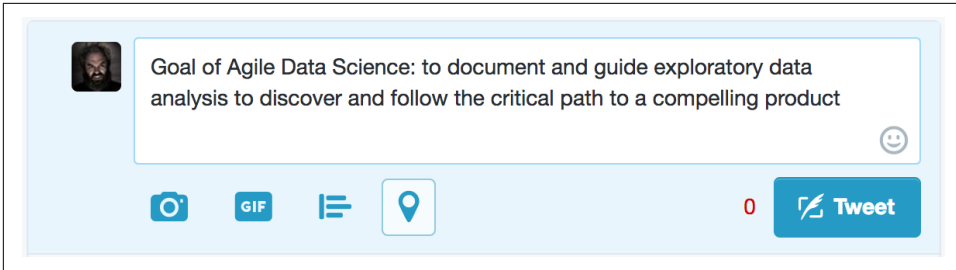 Goal of Agile Data Science: to document and guide exploratory data
analysis to discover and follow the critical path to a compelling product
GIF
0
Tweet